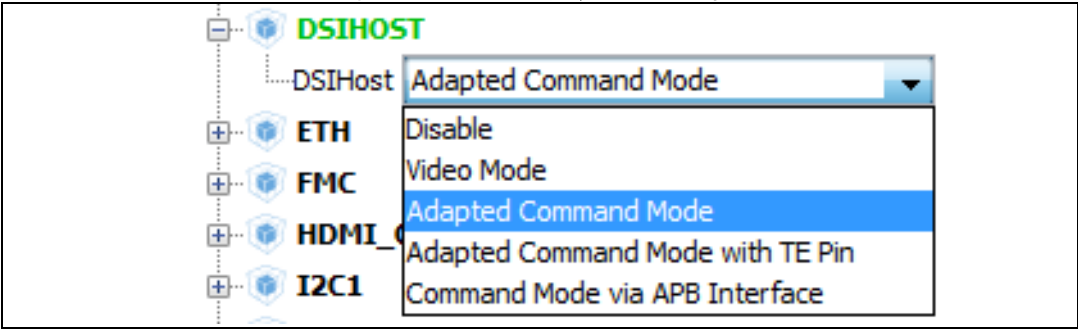 DSIHOST
DSIHost Adapted Command Mode
ETH
Disable
Video Mode
FMC
Adapted Command Mode
HDMI_
Adapted Command Mode with TE Pin
I2C1
Command Mode via APB Interface